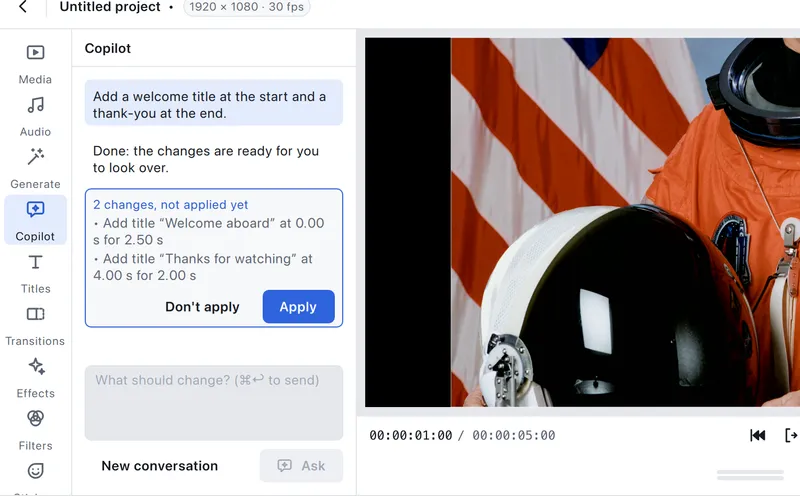 Untitled project • 1920 × 1080 · 30 fps
Copilot
Media
Audio
Generate
Copilot
Titles
Transitions
Effects
Filters
Add a welcome title at the start and a
thank-you at the end.
Done: the changes are ready for you
to look over.
2 changes, not applied yet
• Add title “Welcome aboard” at 0.00
s for 2.50 s
• Add title “Thanks for watching” at
4.00 s for 2.00 s
Don't apply
Apply
What should change? (⌘↩ to send)
New conversation
Ask
00:00:01:00 / 00:00:05:00